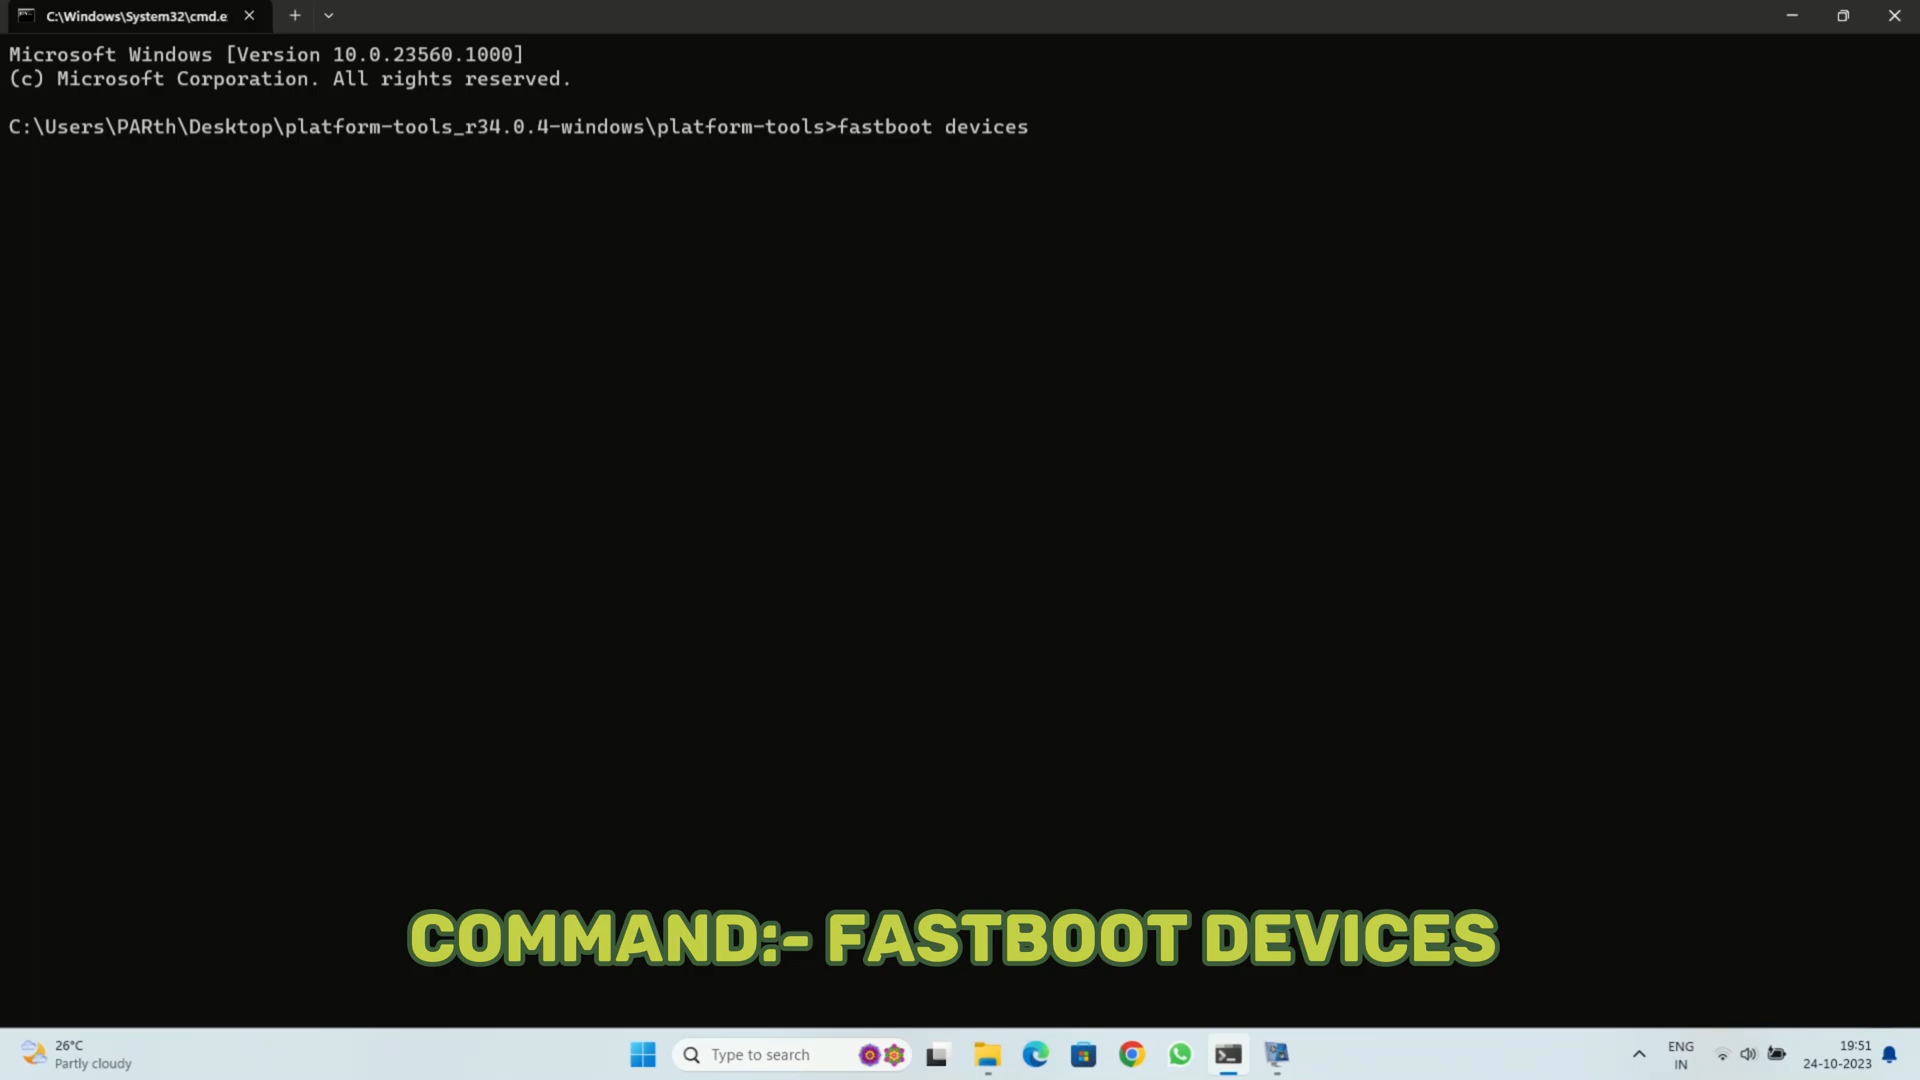 C:\Windows\System32\cmd.e
Microsoft Windows [Version 10.0.23560.1000]
(c) Microsoft Corporation. All rights reserved.
C:\Users\PARth\Desktop\platform-tools_r34.0.4-windows\platform-tools>fastboot devices
COMMAND:- FASTBOOT DEVICES
26°C
Partly cloudy
Type to search
ENG
IN
19:51
24-10-2023